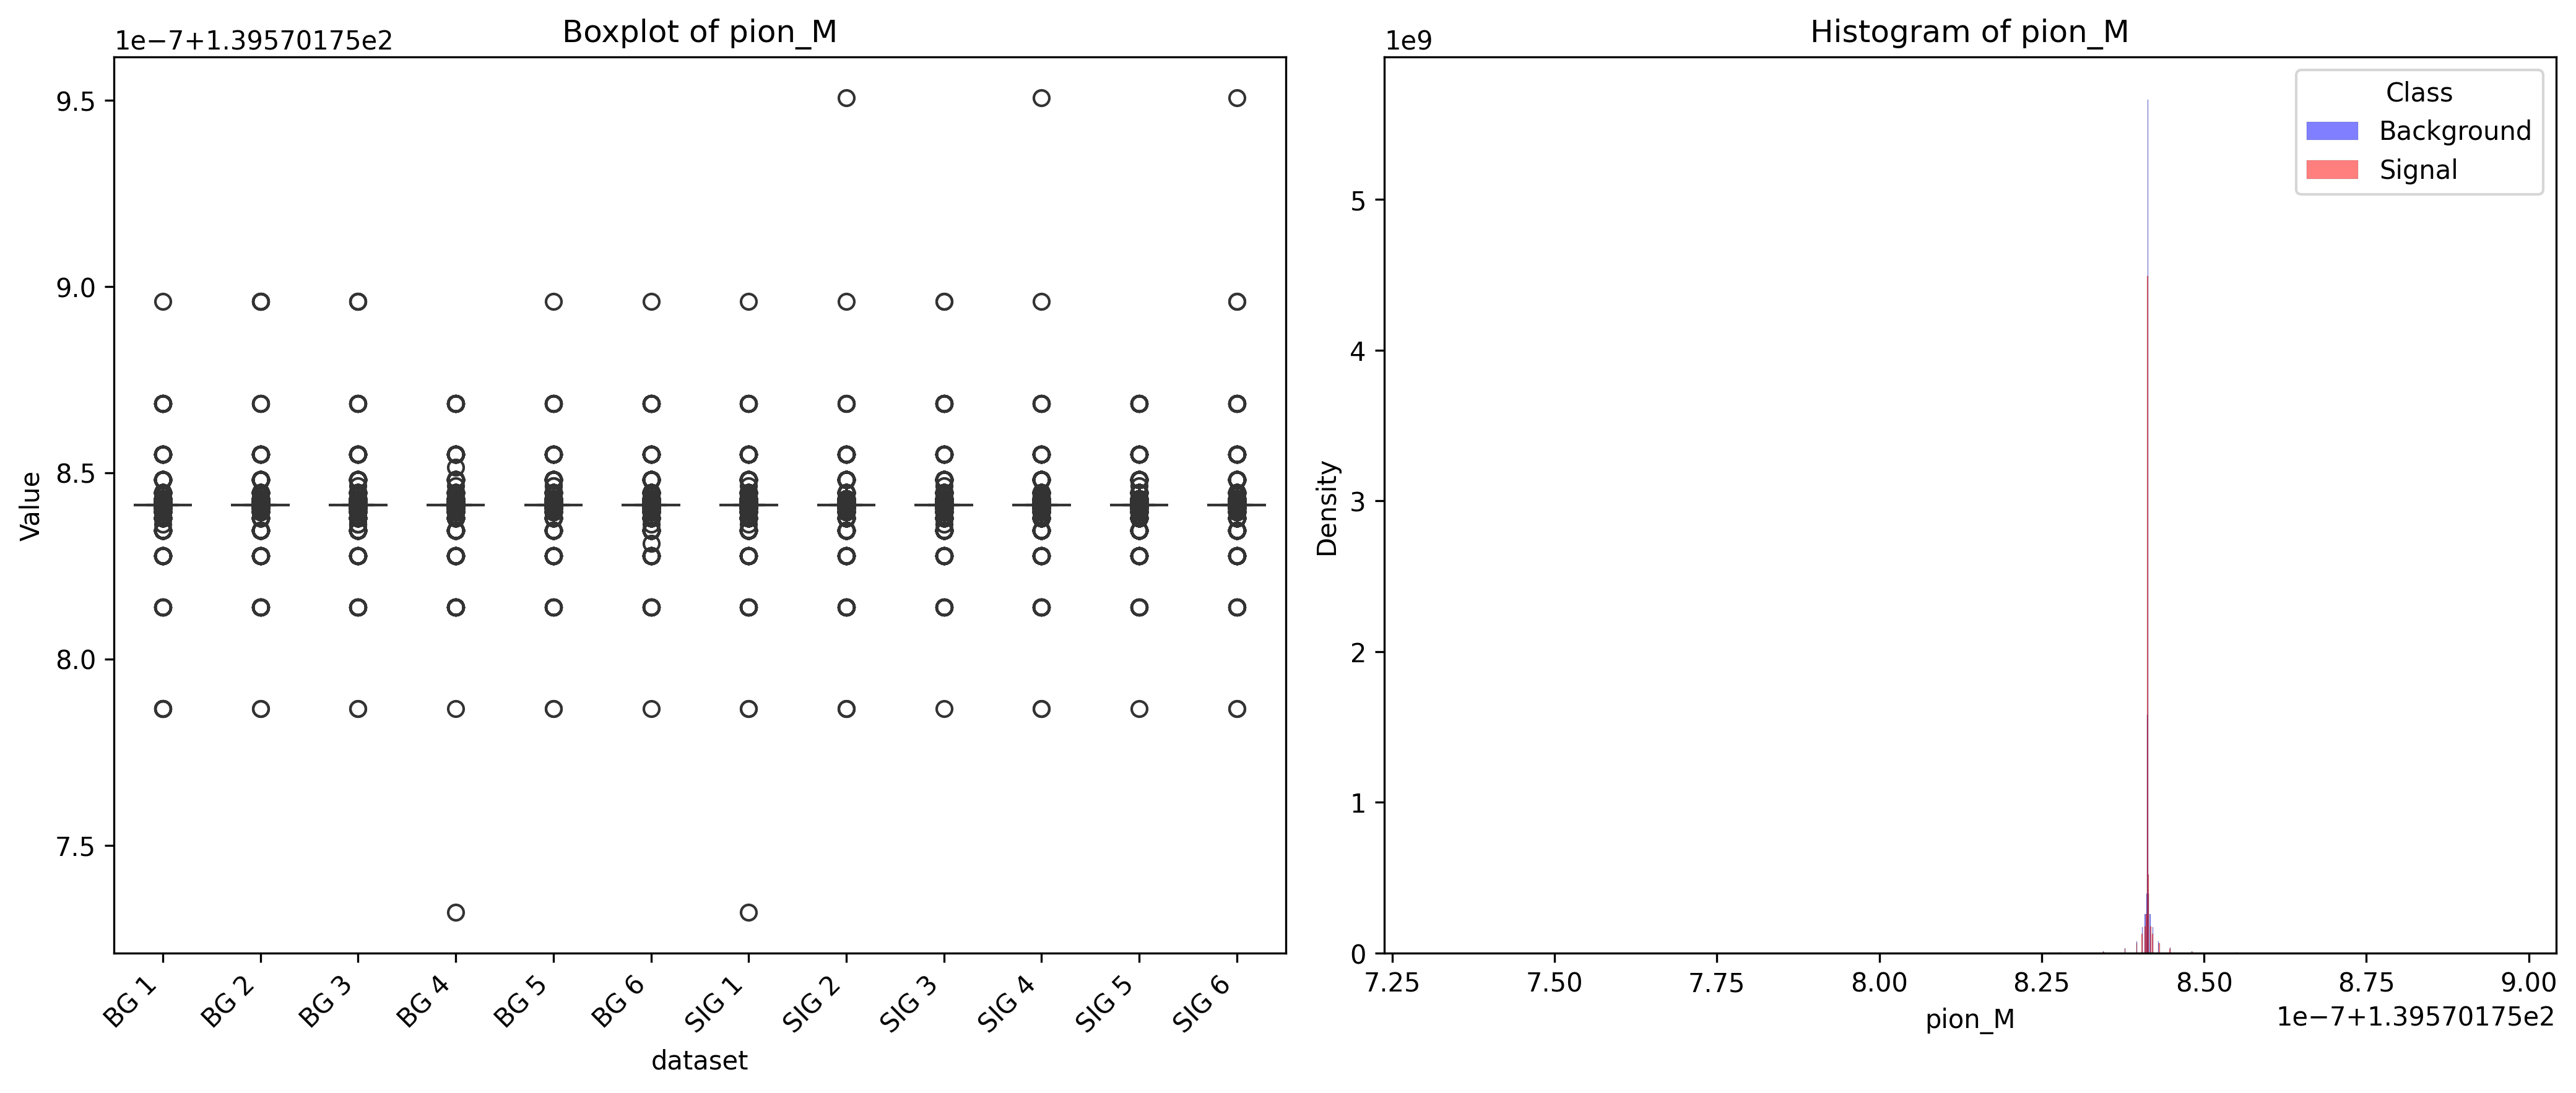 Boxplot of pion_M
1e−7+1.39570175e2
9.5
9.0
8.5
8.0
7.5
Value
BG 1
BG 2
BG 3
BG 4
BG 5
BG 6
SIG 1
SIG 2
SIG 3
SIG 4
SIG 5
SIG 6
dataset
Histogram of pion_M
1e9
Class
Background
Signal
5
4
3
2
1
0
Density
7.25
7.50
7.75
8.00
8.25
8.50
8.75
9.00
pion_M
1e−7+1.39570175e2